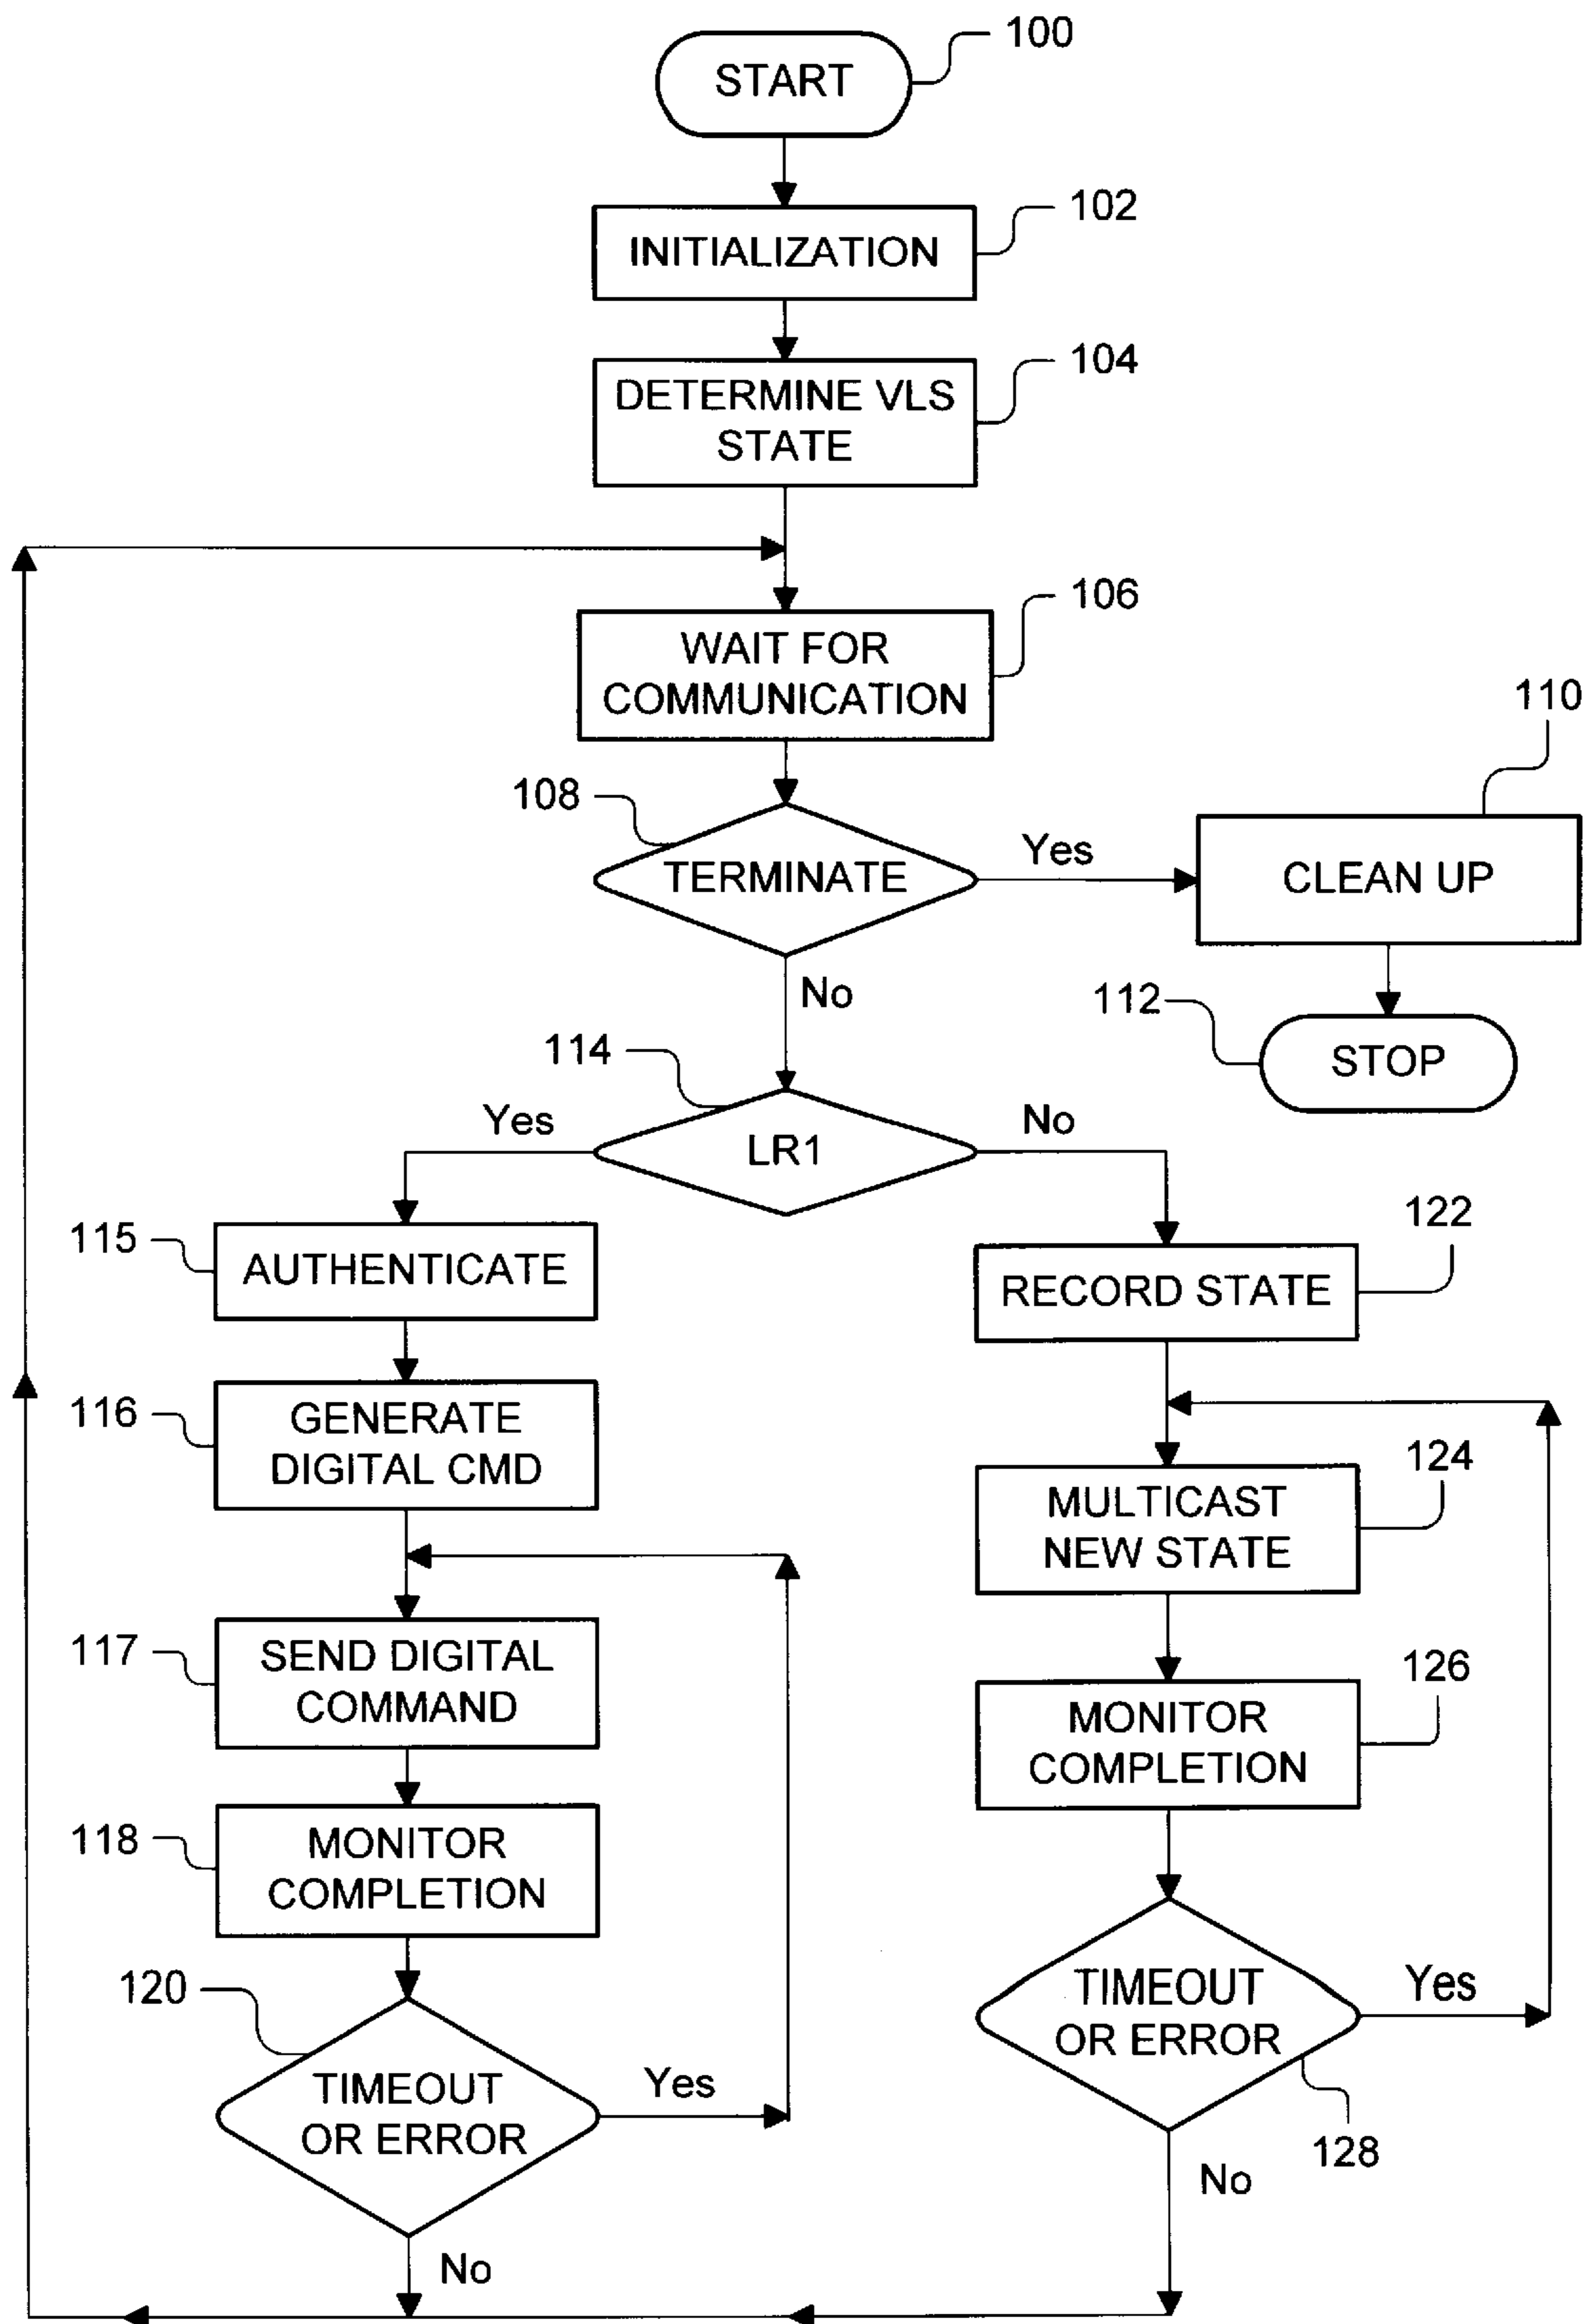 100
START
102
INITIALIZATION
104
DETERMINE VLS
STATE
106
WAIT FOR
COMMUNICATION
110
108
TERMINATE
Yes
CLEAN UP
No
112
STOP
114
Yes
LR1
No
115
AUTHENTICATE
122
RECORD STATE
116
GENERATE
DIGITAL CMD
124
MULTICAST
NEW STATE
117
SEND DIGITAL
COMMAND
126
MONITOR
COMPLETION
118
MONITOR
COMPLETION
120
TIMEOUT
OR ERROR
Yes
TIMEOUT
OR ERROR
Yes
128
No
No